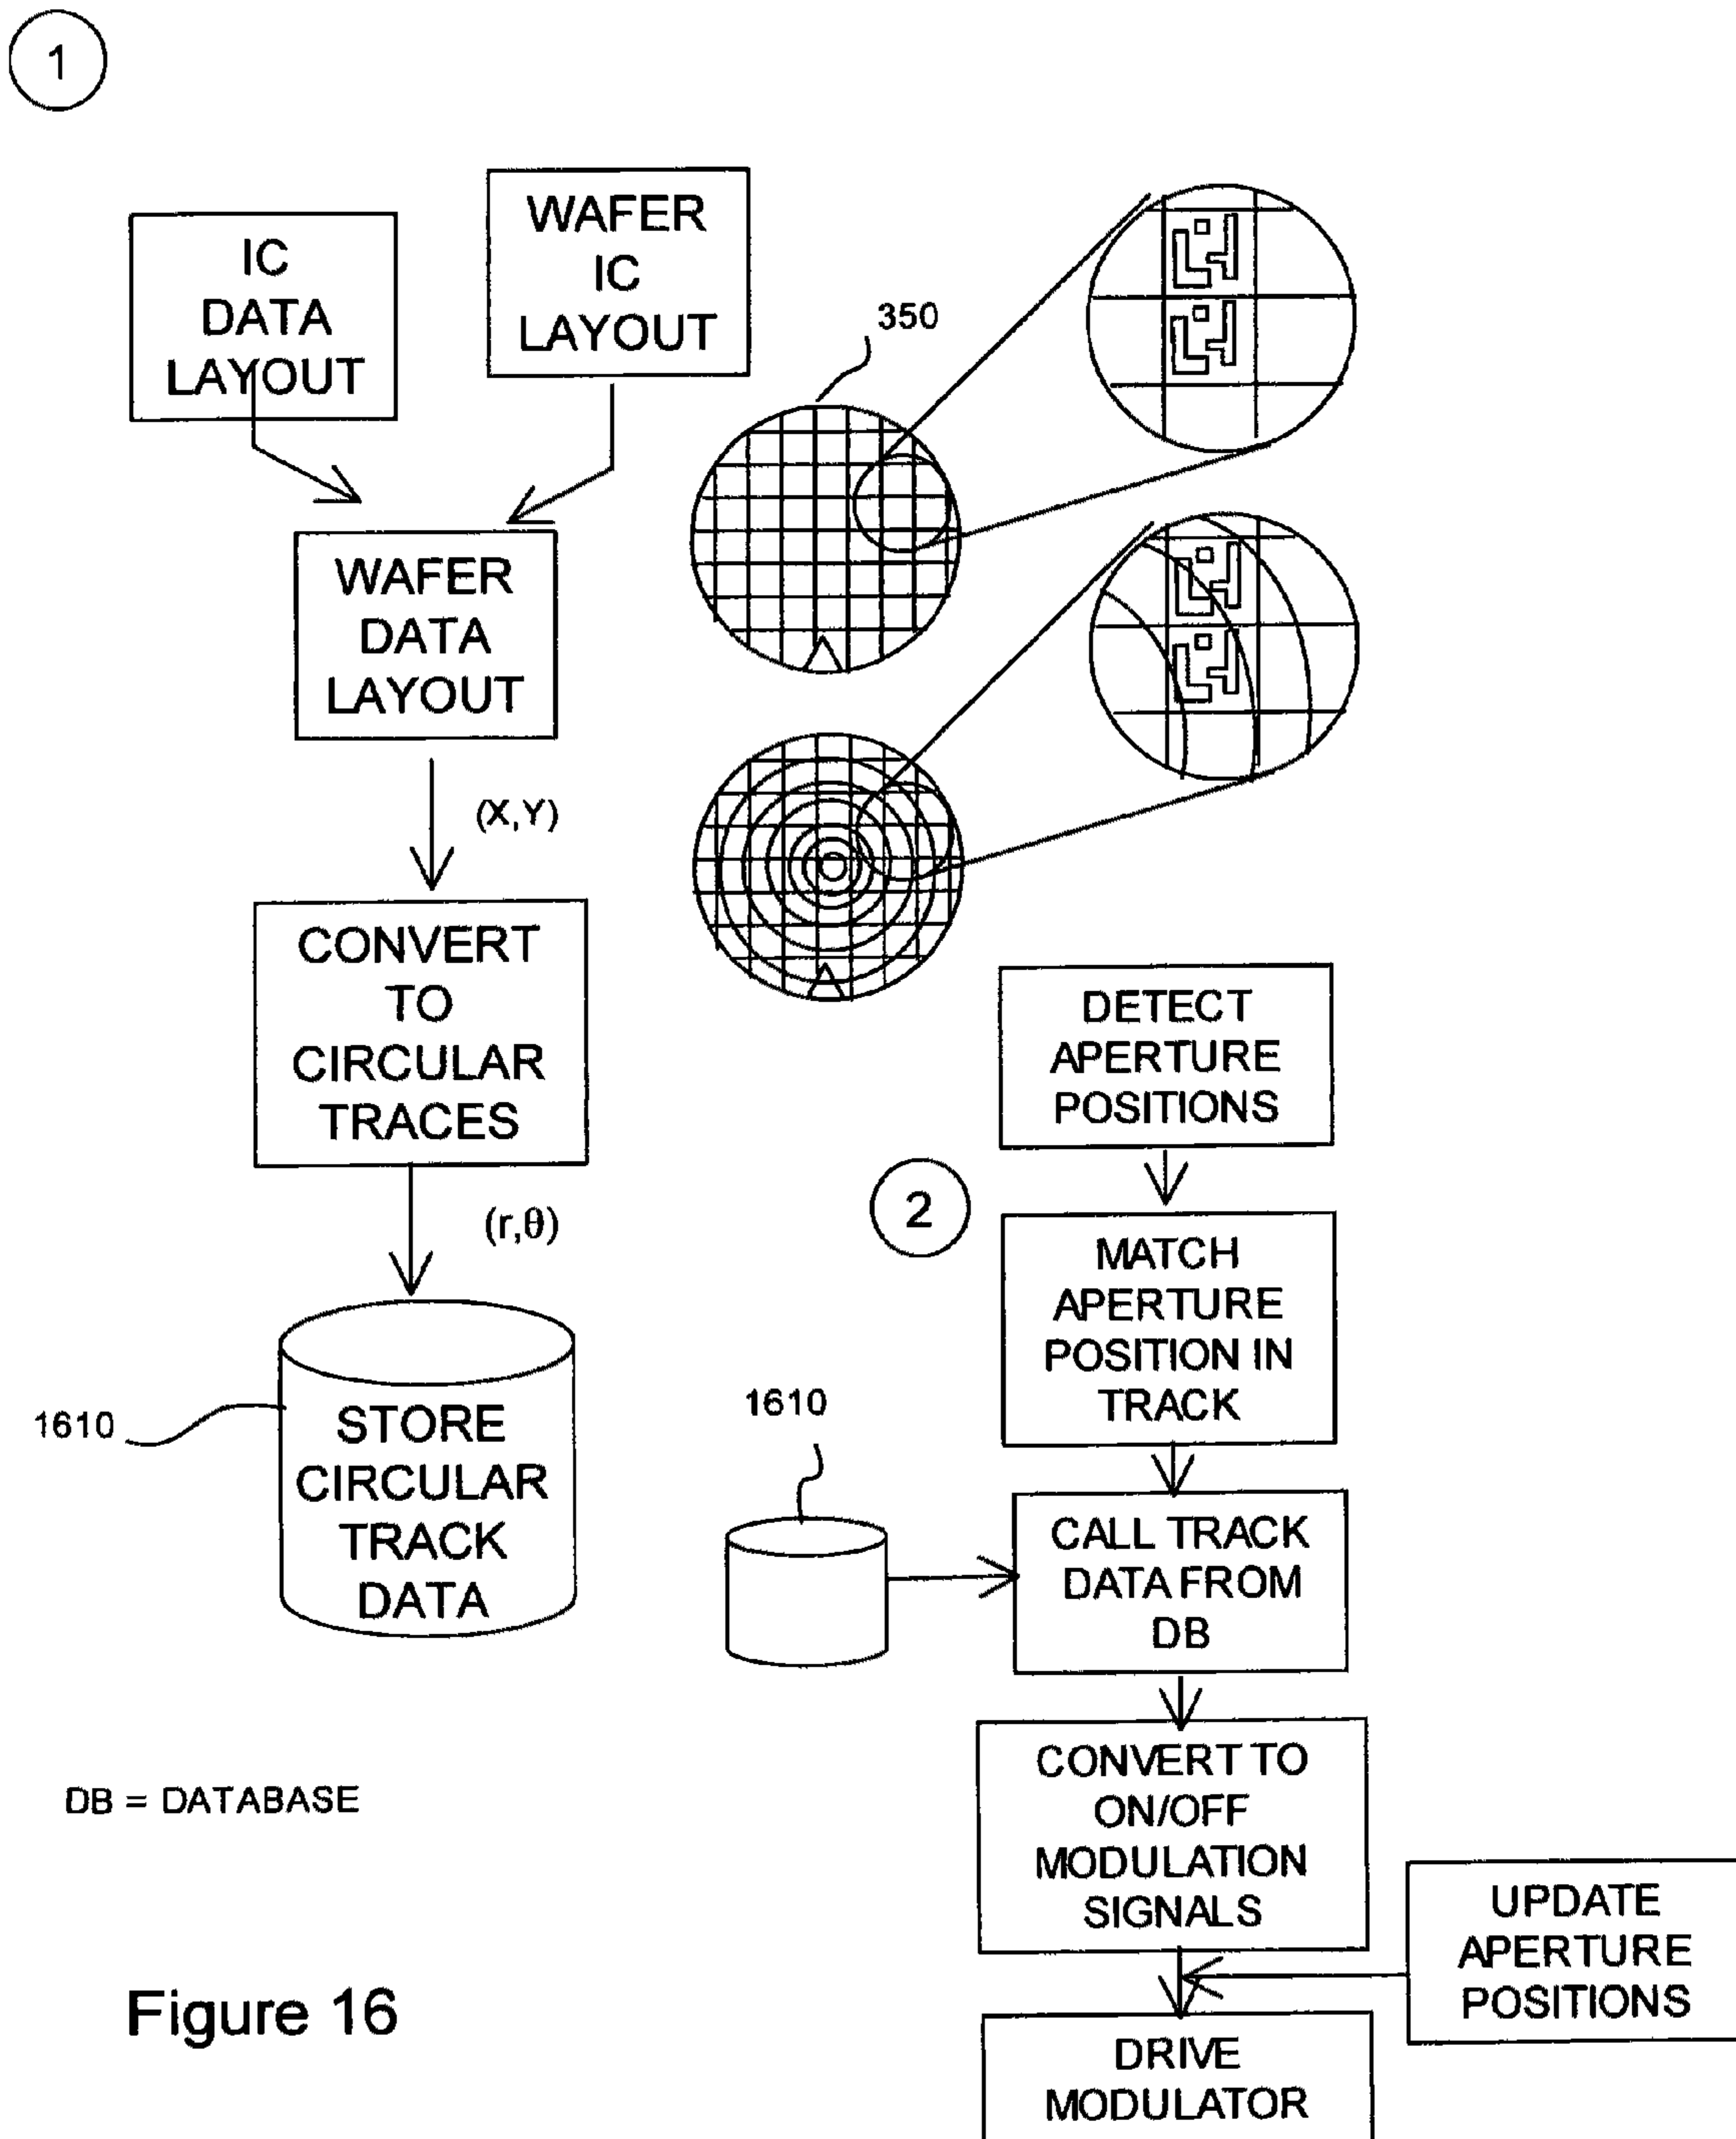 1
IC
DATA
LAYOUT
WAFER
IC
LAYOUT
350
WAFER
DATA
LAYOUT
(X,Y)
CONVERT
TO
CIRCULAR
TRACES
(r,θ)
1610
STORE
CIRCULAR
TRACK
DATA
DETECT
APERTURE
POSITIONS
2
MATCH
APERTURE
POSITION IN
TRACK
1610
CALL TRACK
DATA FROM
DB
CONVERT TO
ON/OFF
MODULATION
SIGNALS
UPDATE
APERTURE
POSITIONS
DRIVE
MODULATOR
DB = DATABASE
Figure 16